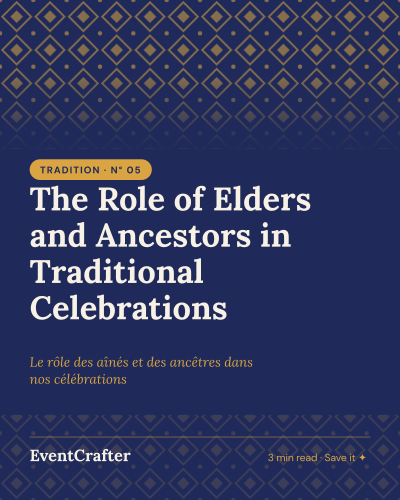 TRADITION · N° 05
The Role of Elders
and Ancestors in
Traditional
Celebrations
Le rôle des aînés et des ancêtres dans
nos célébrations
EventCrafter
3 min read · Save it ✦